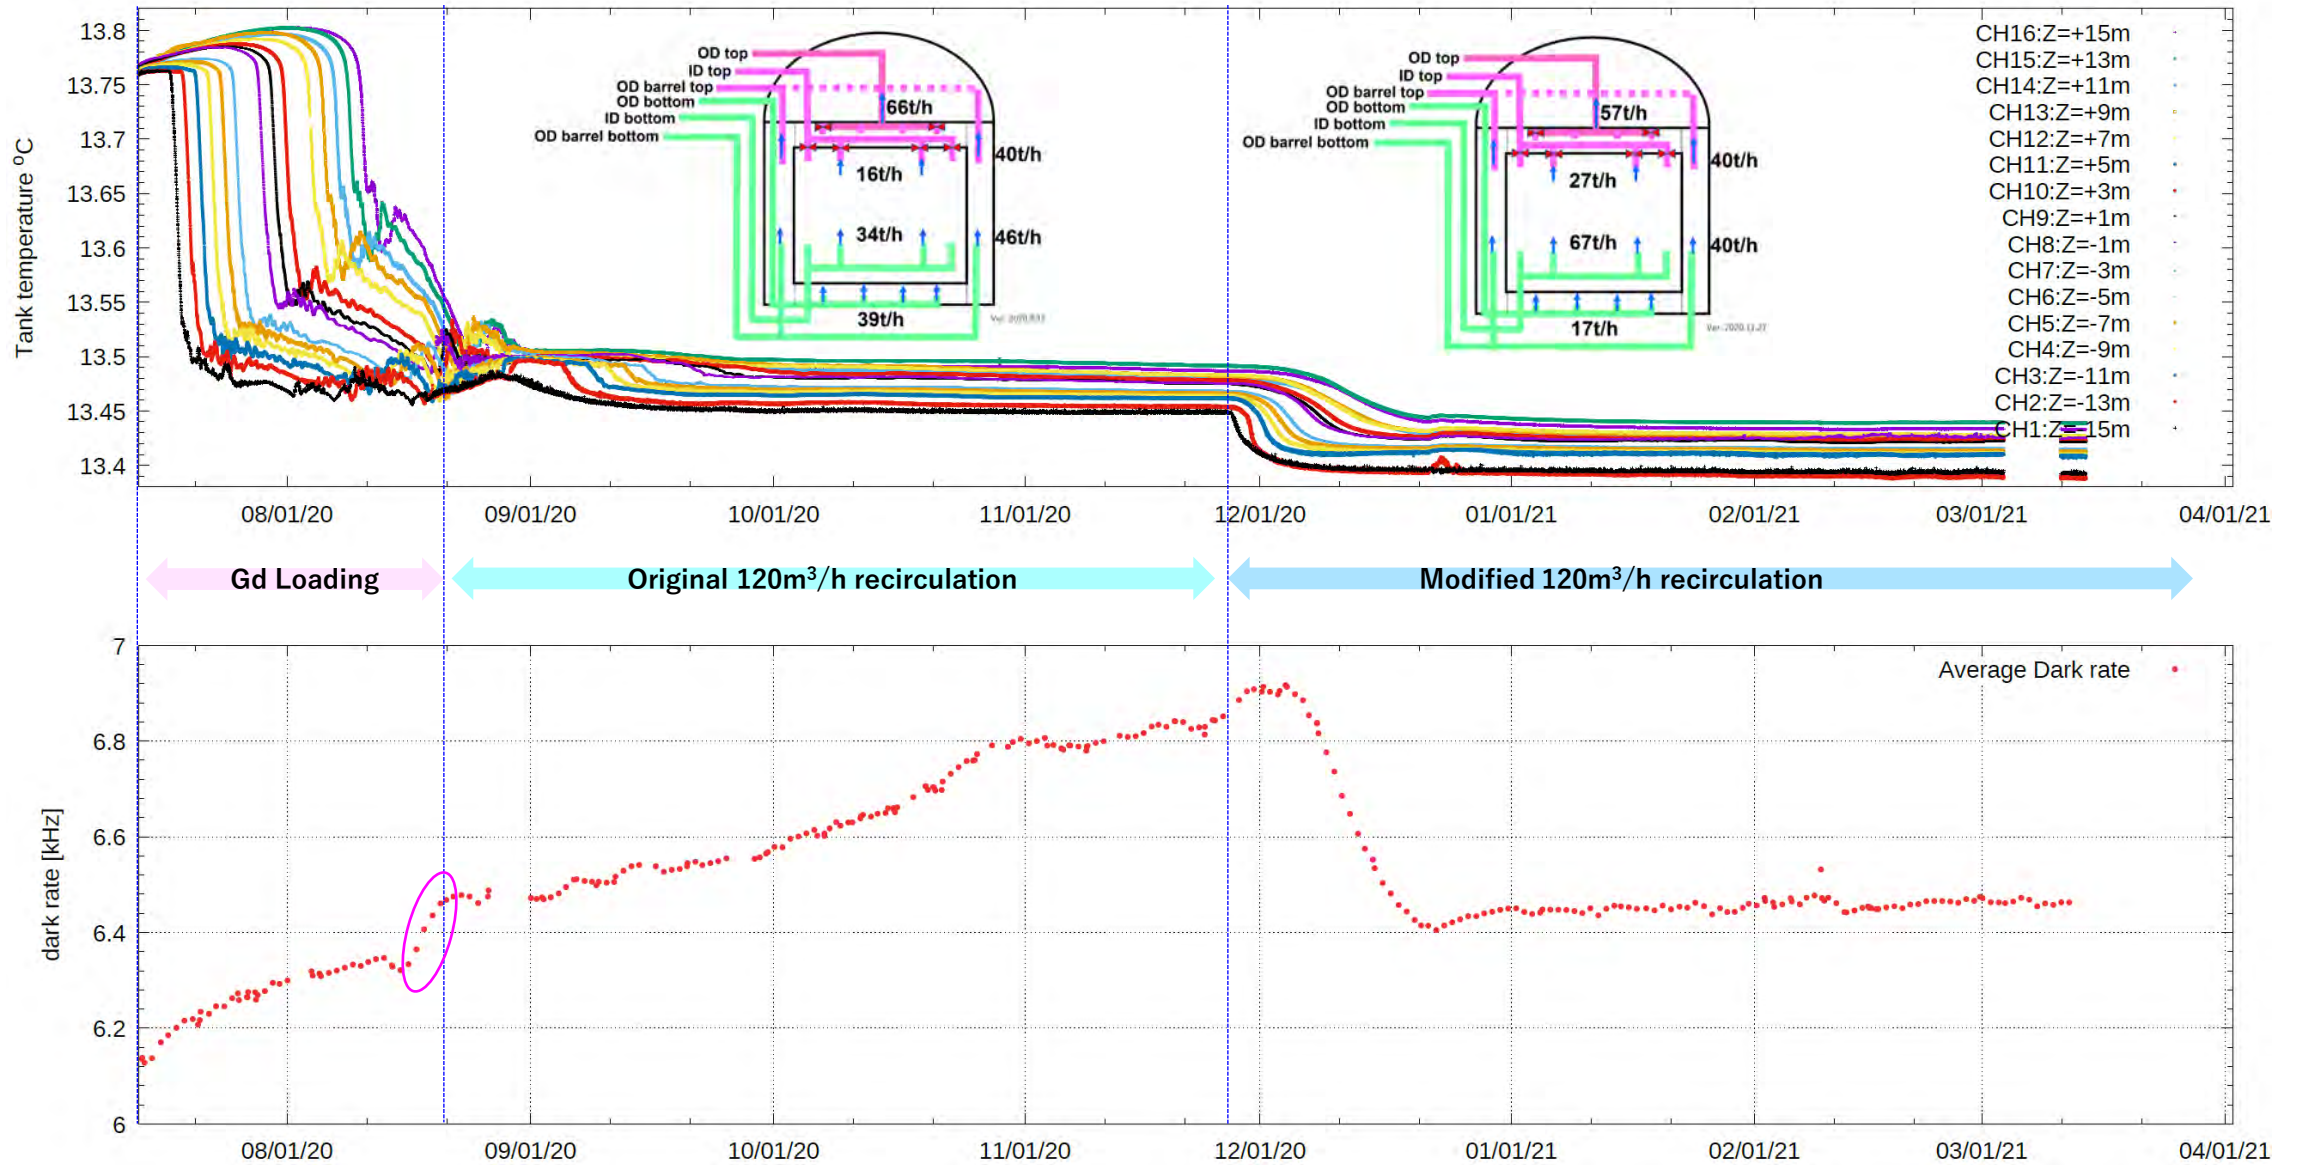 13.8
13.75
13.7
13.65
13.6
13.55
13.5
13.45
13.4
Tank temperature ºC
OD top
ID top
OD barrel top
OD bottom
ID bottom
OD barrel bottom
66t/h
40t/h
16t/h
34t/h
46t/h
39t/h
OD top
ID top
OD barrel top
OD bottom
ID bottom
OD barrel bottom
57t/h
40t/h
27t/h
67t/h
40t/h
17t/h
Ver. 2020.11.27
CH16:Z=+15m
CH15:Z=+13m
CH14:Z=+11m
CH13:Z=+9m
CH12:Z=+7m
CH11:Z=+5m
CH10:Z=+3m
CH9:Z=+1m
CH8:Z=-1m
CH7:Z=-3m
CH6:Z=-5m
CH5:Z=-7m
CH4:Z=-9m
CH3:Z=-11m
CH2:Z=-13m
CH1:Z=-15m
08/01/20 09/01/20 10/01/20 11/01/20 12/01/20 01/01/21 02/01/21 03/01/21 04/01/21
Gd Loading
Original 120m³/h recirculation
Modified 120m³/h recirculation
7
6.8
6.6
6.4
6.2
6
dark rate [kHz]
Average Dark rate
08/01/20 09/01/20 10/01/20 11/01/20 12/01/20 01/01/21 02/01/21 03/01/21 04/01/21